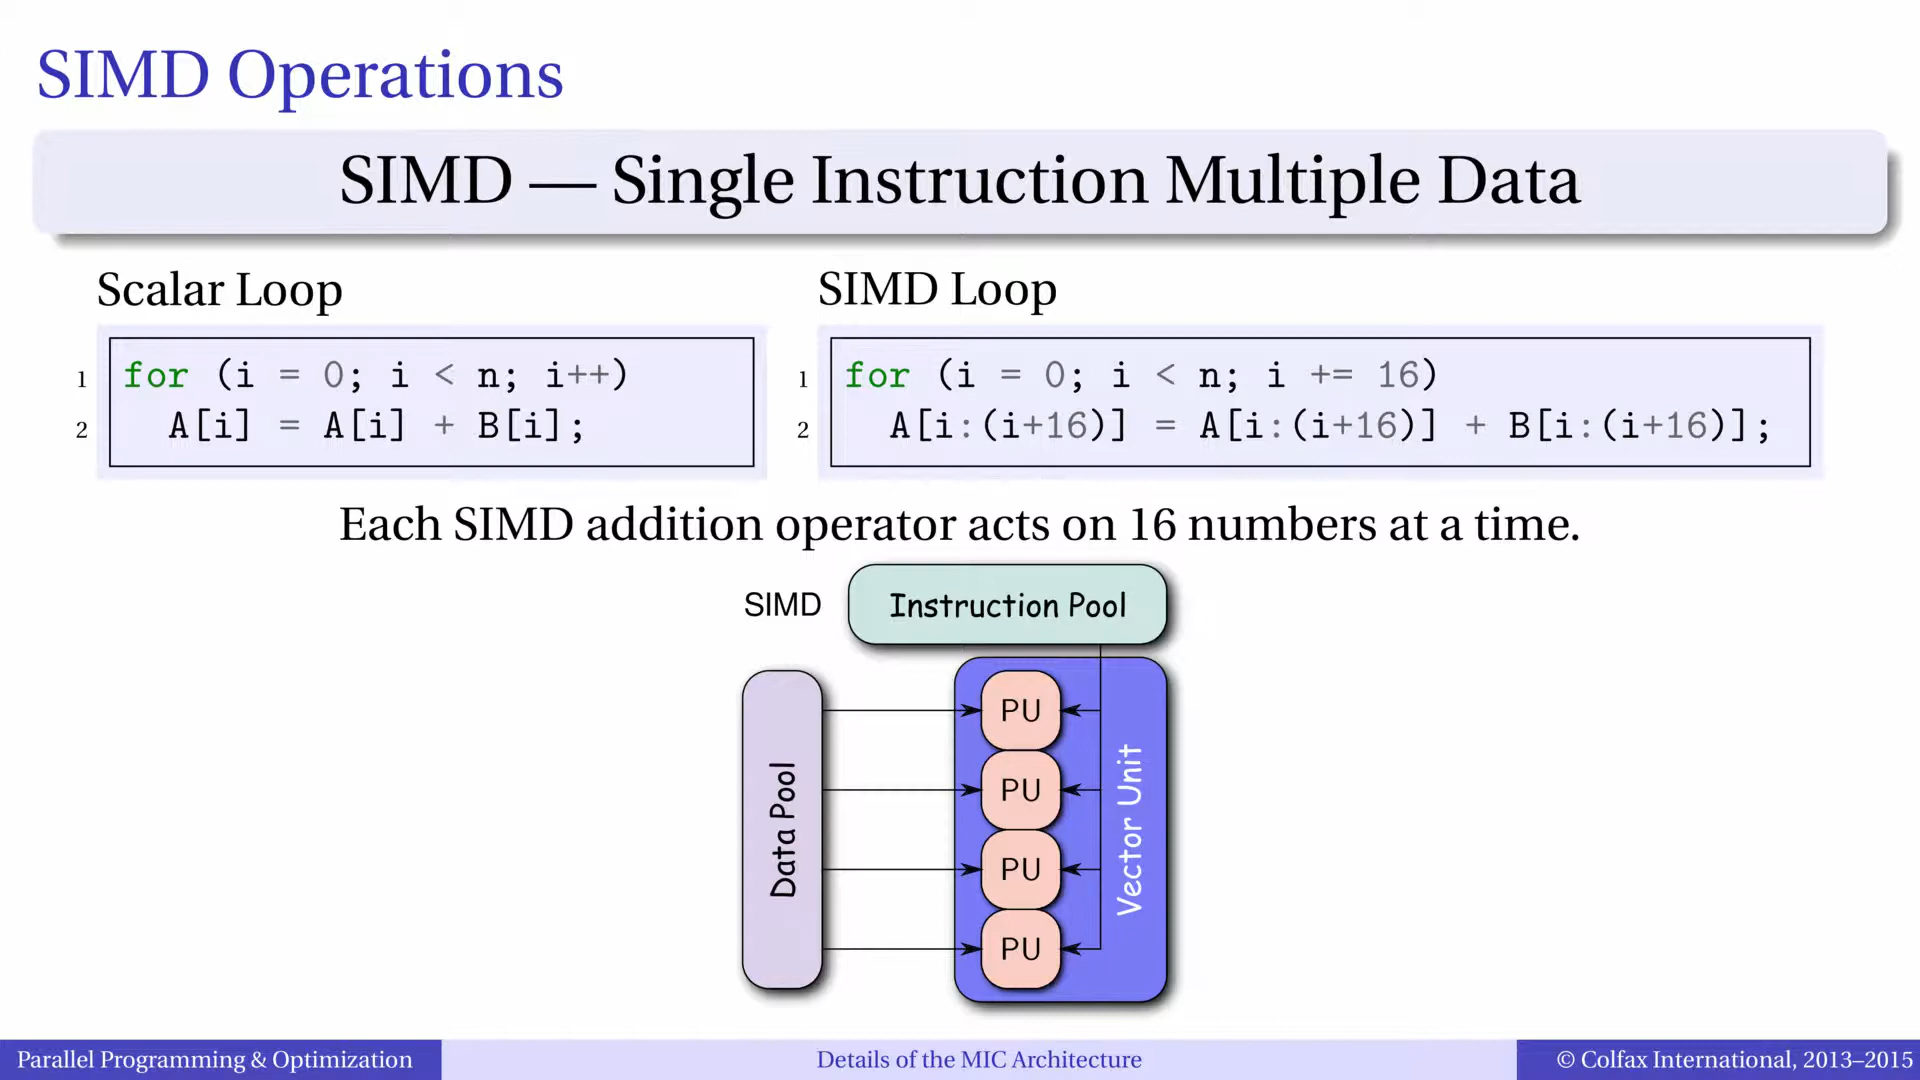 SIMD Operations
SIMD — Single Instruction Multiple Data
Scalar Loop
1 for (i = 0; i < n; i++)
2 A[i] = A[i] + B[i];
SIMD Loop
1 for (i = 0; i < n; i += 16)
2 A[i:(i+16)] = A[i:(i+16)] + B[i:(i+16)];
Each SIMD addition operator acts on 16 numbers at a time.
SIMD
Instruction Pool
Data Pool
PU
PU
PU
PU
Vector Unit
Parallel Programming & Optimization
Details of the MIC Architecture
© Colfax International, 2013–2015